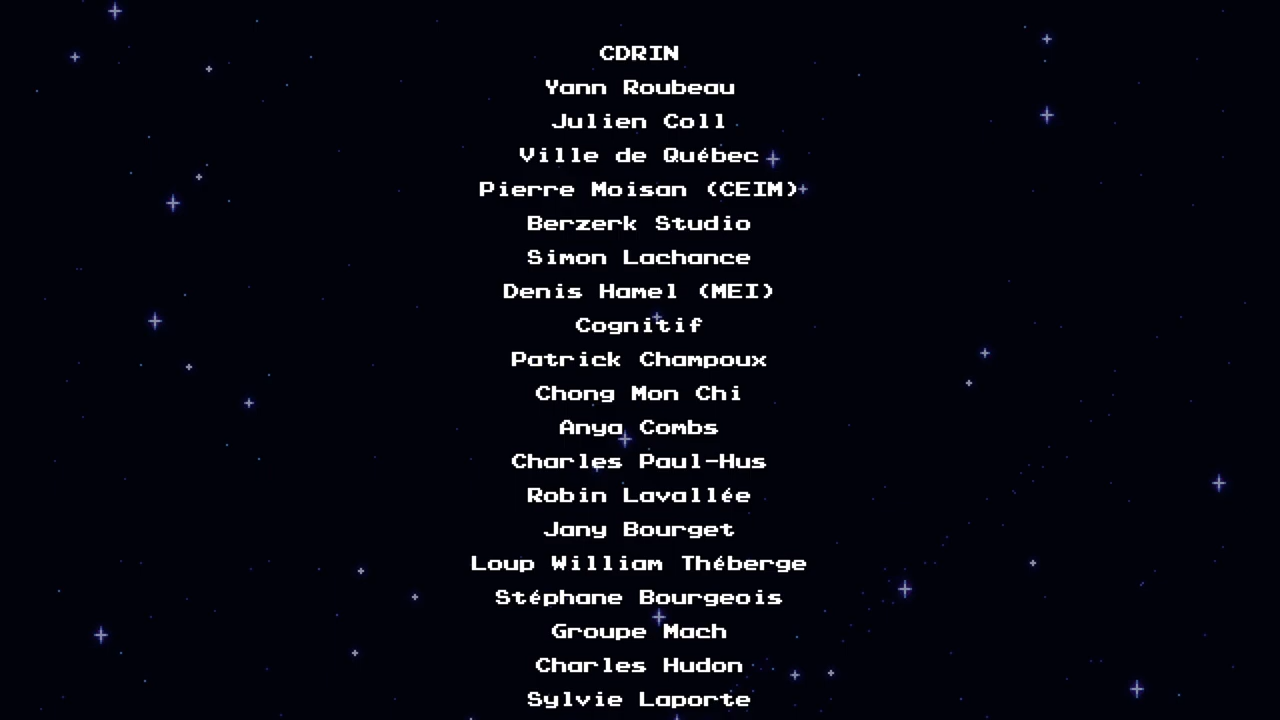 CDRIN
Yann Roubeau
Julien Coll
Ville de Québec
Pierre Moisan (CEIM)
Berzerk Studio
Simon Lachance
Denis Hamel (MEI)
Cognitif
Patrick Champoux
Chong Mon Chi
Anya Combs
Charles Paul-Hus
Robin Lavallée
Jany Bourget
Loup William Théberge
Stéphane Bourgeois
Groupe Mach
Charles Hudon
Sylvie Laporte